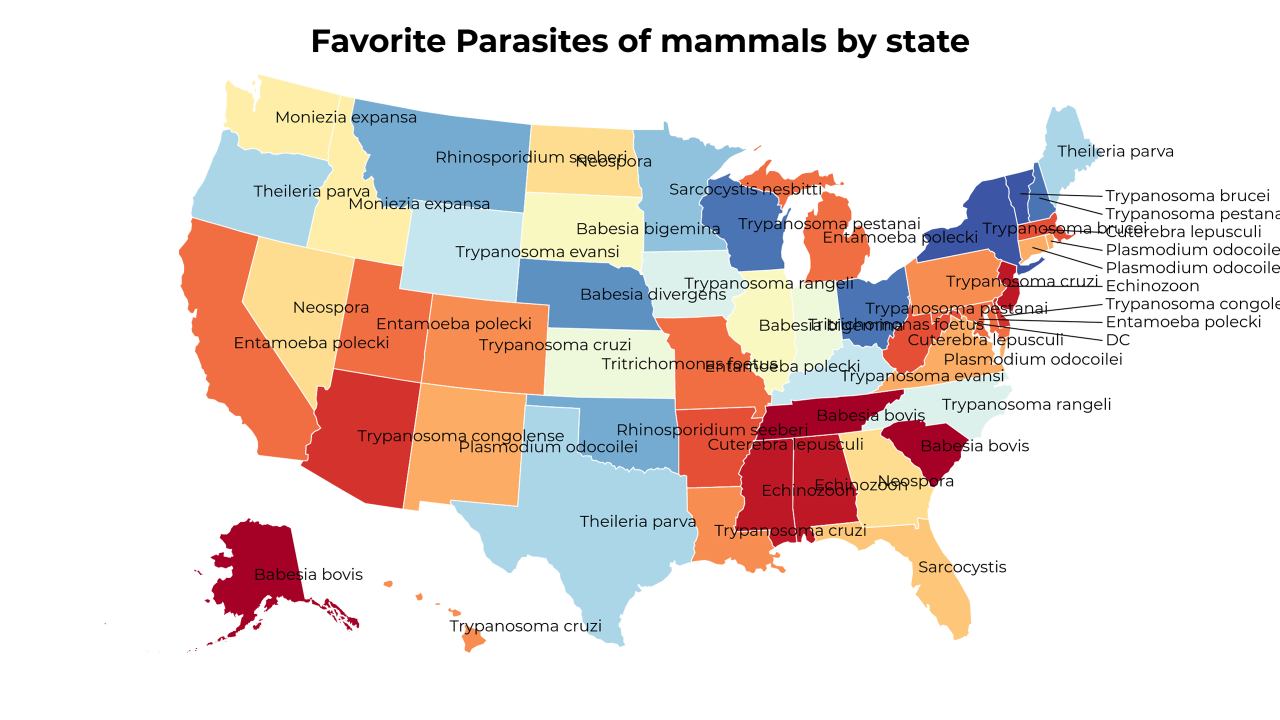 Favorite Parasites of mammals by state
Moniezia expansa
Theileria parva
Rhinosporidium seeberi
Neospora
Sarcocystis nesbitti
Theileria parva
Moniezia expansa
Trypanosoma brucei
Trypanosoma pestana
Trypanosoma pestanai
Babesia bigemina
Trypanosoma brucei
Cuterebra lepusculi
Entamoeba polecki
Trypanosoma evansi
Plasmodium odocoile
Plasmodium odocoile
Trypanosoma rangeli
Trypanosoma cruzi
Echinozoon
Babesia divergens
Trypanosoma congole
Neospora
Trypanosoma pestanai
Entamoeba polecki
Entamoeba polecki
Babesia bigemina
Tritrichomonas foetus
DC
Cuterebra lepusculi
Entamoeba polecki
Trypanosoma cruzi
Plasmodium odocoilei
Tritrichomonas foetus
Entamoeba polecki
Trypanosoma evansi
Trypanosoma rangeli
Babesia bovis
Rhinosporidium seeberi
Trypanosoma congolense
Plasmodium odocoilei
Cuterebra lepusculi
Babesia bovis
Echinozoon
Echinozoon
Neospora
Theileria parva
Trypanosoma cruzi
Sarcocystis
Babesia bovis
Trypanosoma cruzi